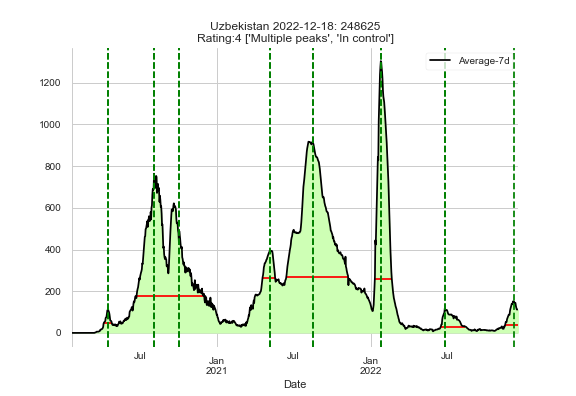 Uzbekistan 2022-12-18: 248625
Rating:4 ['Multiple peaks', 'In control']
Average-7d
1200
1000
800
600
400
200
0
Jul
Jan
2021
Jul
Jan
2022
Jul
Date